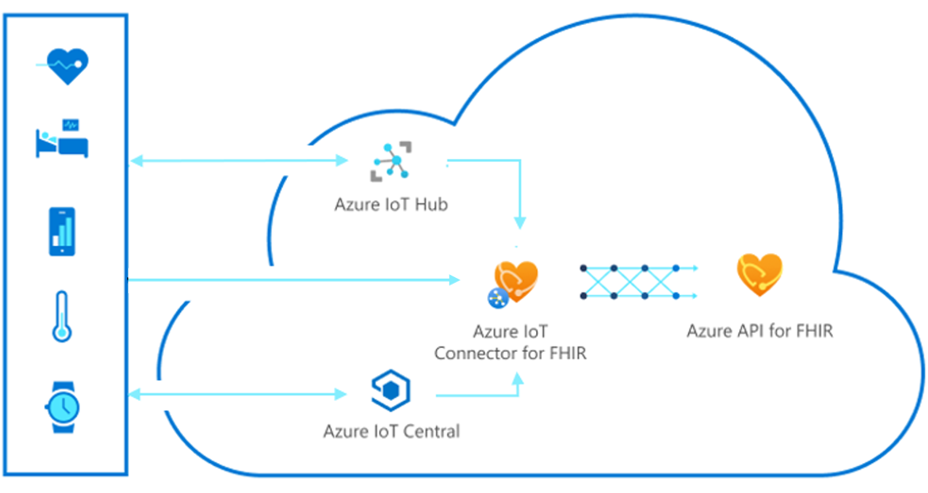 Azure IoT Hub
Azure IoT
Connector for FHIR
Azure API for FHIR
Azure IoT Central